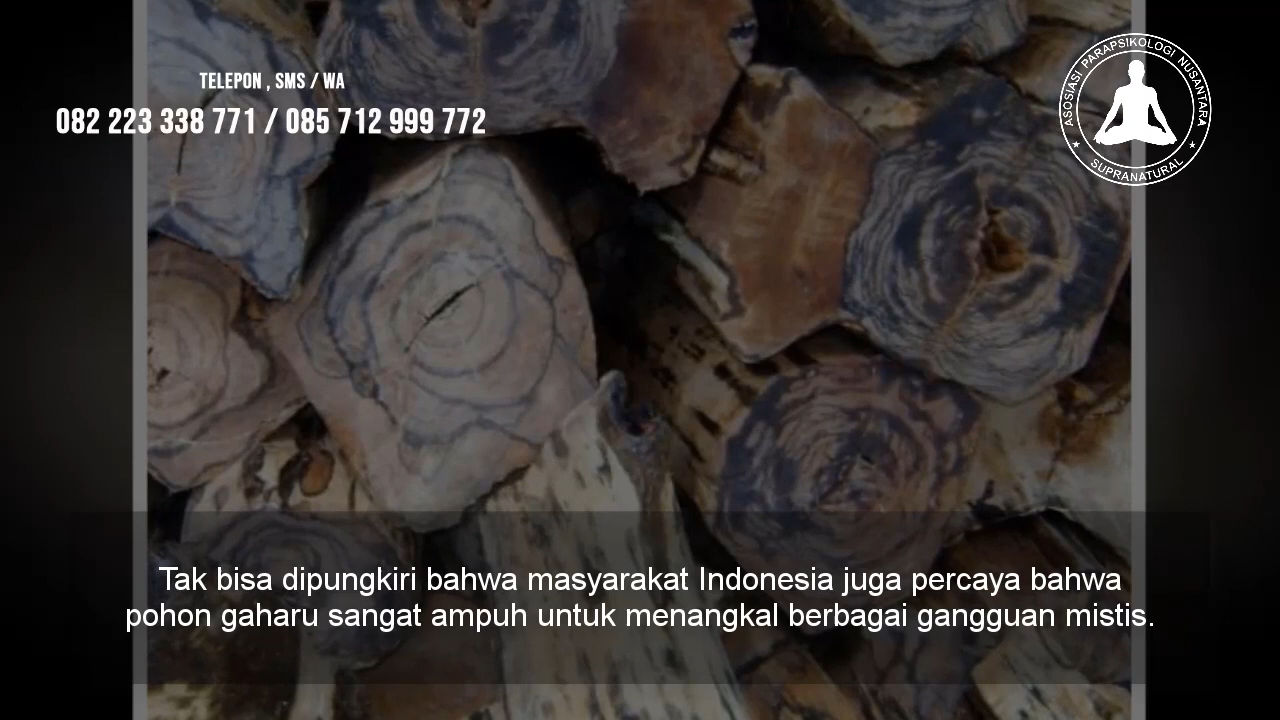 TELEPON , SMS / WA
082 223 338 771 / 085 712 999 772
ASOSIASI PARAPSIKOLOGI NUSANTARA
SUPRANATURAL
Tak bisa dipungkiri bahwa masyarakat Indonesia juga percaya bahwa
pohon gaharu sangat ampuh untuk menangkal berbagai gangguan mistis.